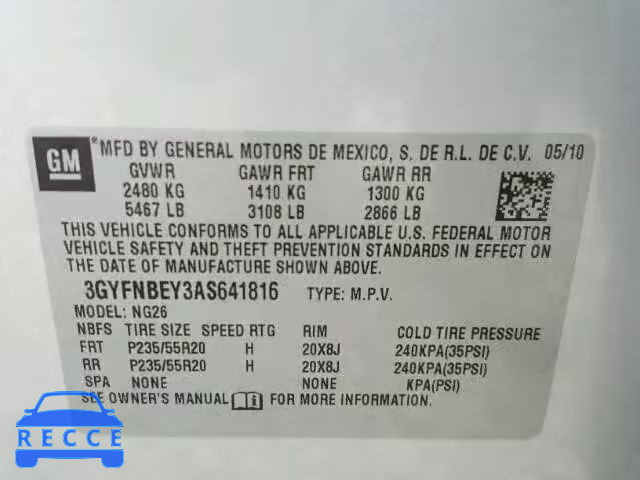 GM *MFD BY GENERAL MOTORS DE MEXICO, S. DE R.L. DE C.V. 05/10
GVWR GAWR FRT GAWR RR
2480 KG 1410 KG 1300 KG
5467 LB 3108 LB 2866 LB
THIS VEHICLE CONFORMS TO ALL APPLICABLE U.S. FEDERAL MOTOR
VEHICLE SAFETY AND THEFT PREVENTION STANDARDS IN EFFECT ON
THE DATE OF MANUFACTURE SHOWN ABOVE.
3GYFNBEY3AS641816 TYPE: M.P.V.
MODEL: NG26
NBFS TIRE SIZE SPEED RTG RIM COLD TIRE PRESSURE
FRT P235/55R20 H 20X8J 240KPA(35PSI)
RR P235/55R20 H 20X8J 240KPA(35PSI)
SPA NONE NONE KPA(PSI)
SEE OWNER'S MANUAL FOR MORE INFORMATION.
RECCE